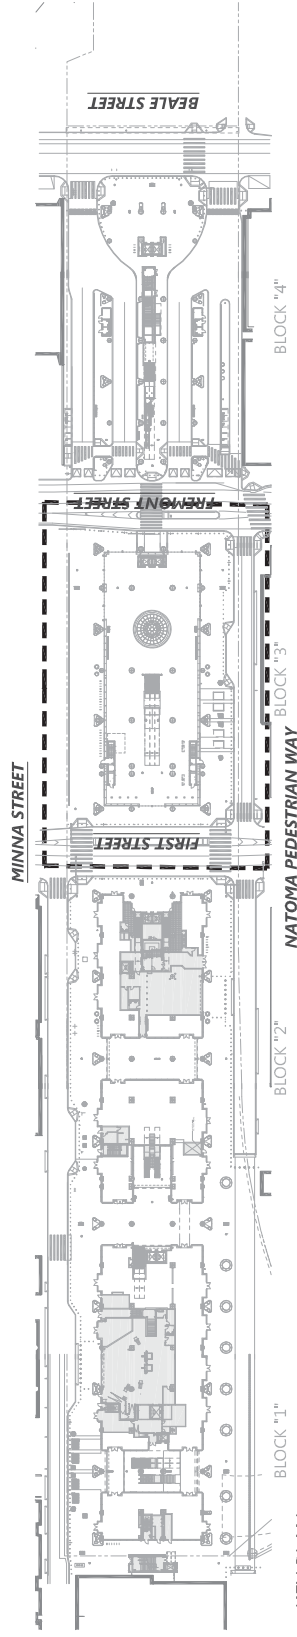 BEALE STREET
BLOCK "4"
FREMONT STREET
BLOCK "3"
MINNA STREET
NATOMA PEDESTRIAN WAY
FIRST STREET
BLOCK "2"
BLOCK "1"